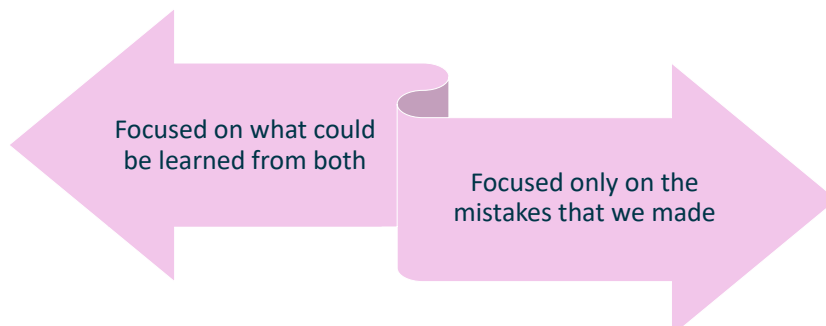 Focused on what could
be learned from both
Focused only on the
mistakes that we made